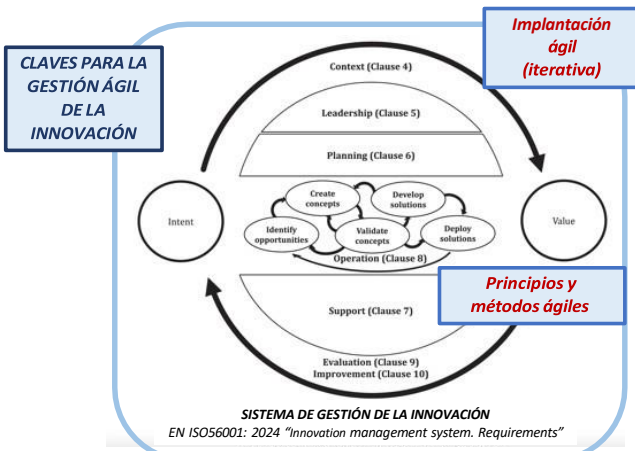 CLAVES PARA LA
GESTIÓN ÁGIL
DE LA
INNOVACIÓN
Implantación
ágil
(iterativa)
Context (Clause 4)
Leadership (Clause 5)
Planning (Clause 6)
Intent
Create
concepts
Develop
solutions
Identify
opportunities
Validate
concepts
Deploy
solutions
Operation (Clause 8)
Value
Principios y
métodos ágiles
Support (Clause 7)
Evaluation (Clause 9)
Improvement (Clause 10)
SISTEMA DE GESTIÓN DE LA INNOVACIÓN
EN ISO56001: 2024 “Innovation management system. Requirements”